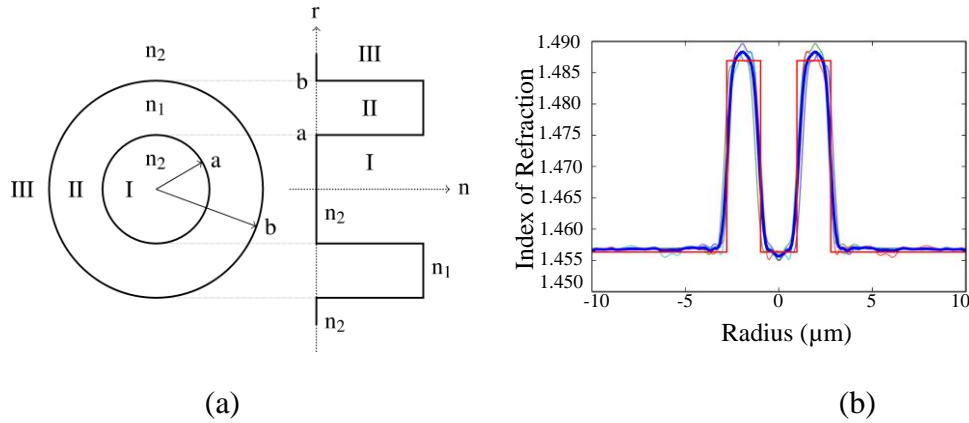 r
n₂
III
b
n₁
II
a
n₂
a
I
III
II
I
n
b
n₂
n₁
n₂
(a)
Index of Refraction
1.490
1.485
1.480
1.475
1.470
1.465
1.460
1.455
1.450
-10
-5
0
5
10
Radius (µm)
(b)